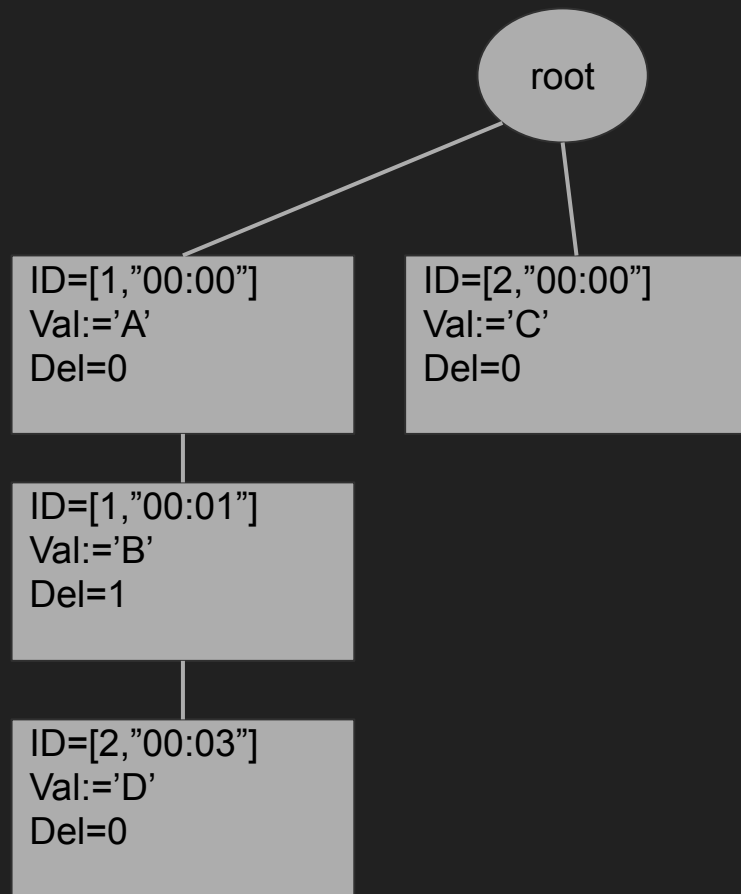 root
ID=[1,”00:00”]
Val:=’A’
Del=0
ID=[2,”00:00”]
Val:=’C’
Del=0
ID=[1,”00:01”]
Val:=’B’
Del=1
ID=[2,”00:03”]
Val:=’D’
Del=0